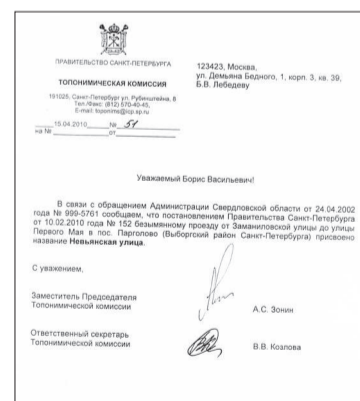 ПРАВИТЕЛЬСТВО САНКТ-ПЕТЕРБУРГА
ТОПОНИМИЧЕСКАЯ КОМИССИЯ
191025, Санкт-Петербург ул. Рубинштейна, 8
Тел./Факс: (812) 570-40-45,
E-mail: toponims@icp.sp.ru
15.04.2010 № 51
на № от
123423, Москва,
ул. Демьяна Бедного, 1, корп. 3, кв. 39,
Б.В. Лебедеву
Уважаемый Борис Васильевич!
В связи с обращением Администрации Свердловской области от 24.04.2002
года № 999-5761 сообщаем, что постановлением Правительства Санкт-Петербурга
от 10.02.2010 года № 152 безымянному проезду от Заманиловской улицы до улицы
Первого Мая в пос. Парголово (Выборгский район Санкт-Петербурга) присвоено
название Невьянская улица.
С уважением,
Заместитель Председателя
Топонимической комиссии
А.С. Зонин
Ответственный секретарь
Топонимической комиссии
В.В. Козлова